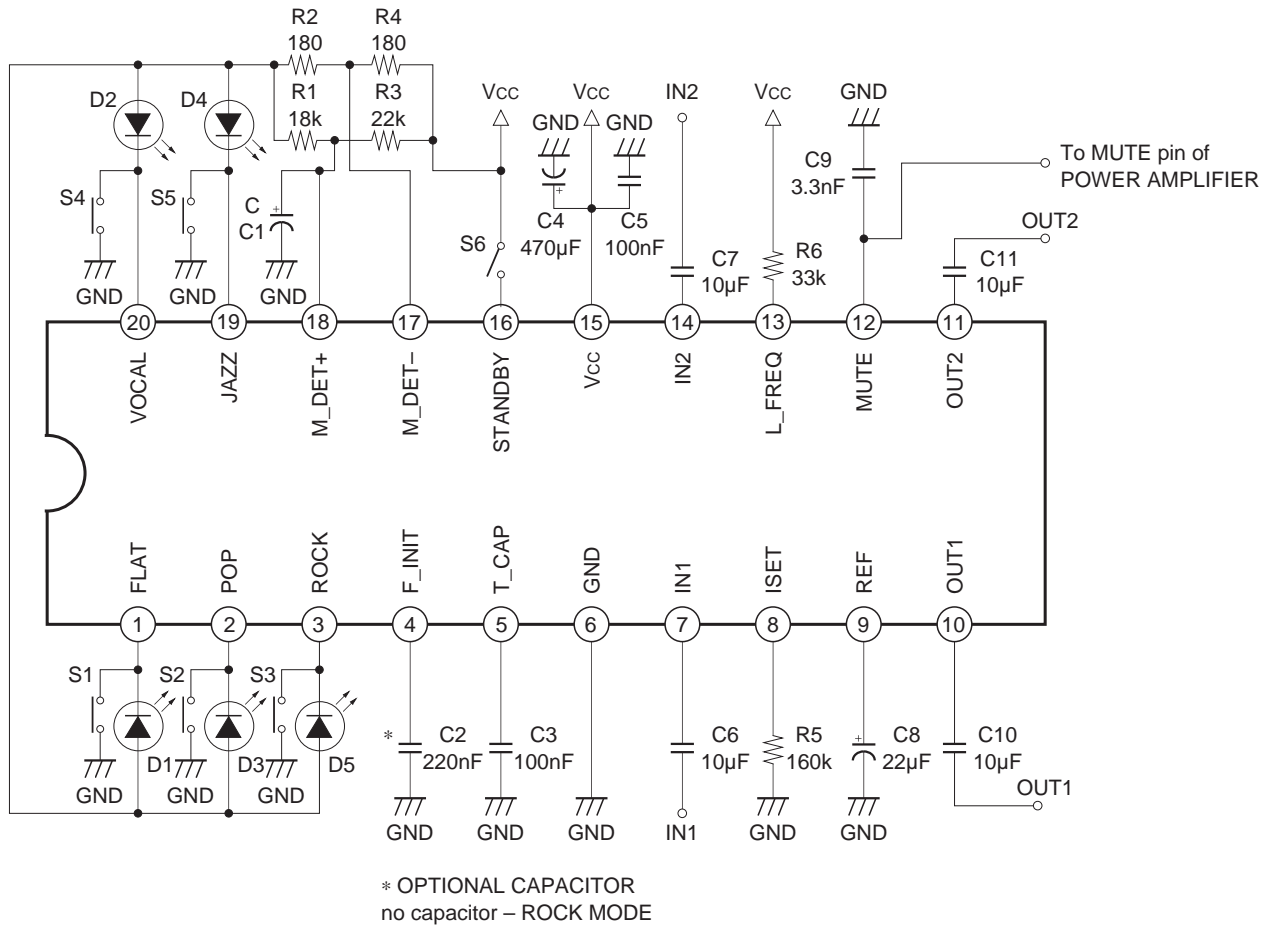 R2
180
R4
180
R1
18k
R3
22k
D2
D4
VCC
VCC
IN2
VCC
GND
GND
GND
C9
3.3nF
To MUTE pin of
POWER AMPLIFIER
S4
S5
C
C1
S6
C4
470µF
C5
100nF
C7
10µF
R6
33k
C11
10µF
OUT2
GND
GND
GND
20
19
18
17
16
15
14
13
12
11
VOCAL
JAZZ
M_DET+
M_DET–
STANDBY
VCC
IN2
L_FREQ
MUTE
OUT2
FLAT
POP
ROCK
F_INIT
T_CAP
GND
IN1
ISET
REF
OUT1
1
2
3
4
5
6
7
8
9
10
S1
S2
S3
D1
D3
D5
GND
GND
GND
*
C2
220nF
C3
100nF
C6
10µF
R5
160k
C8
22µF
C10
10µF
OUT1
GND
GND
GND
IN1
GND
GND
* OPTIONAL CAPACITOR
no capacitor – ROCK MODE